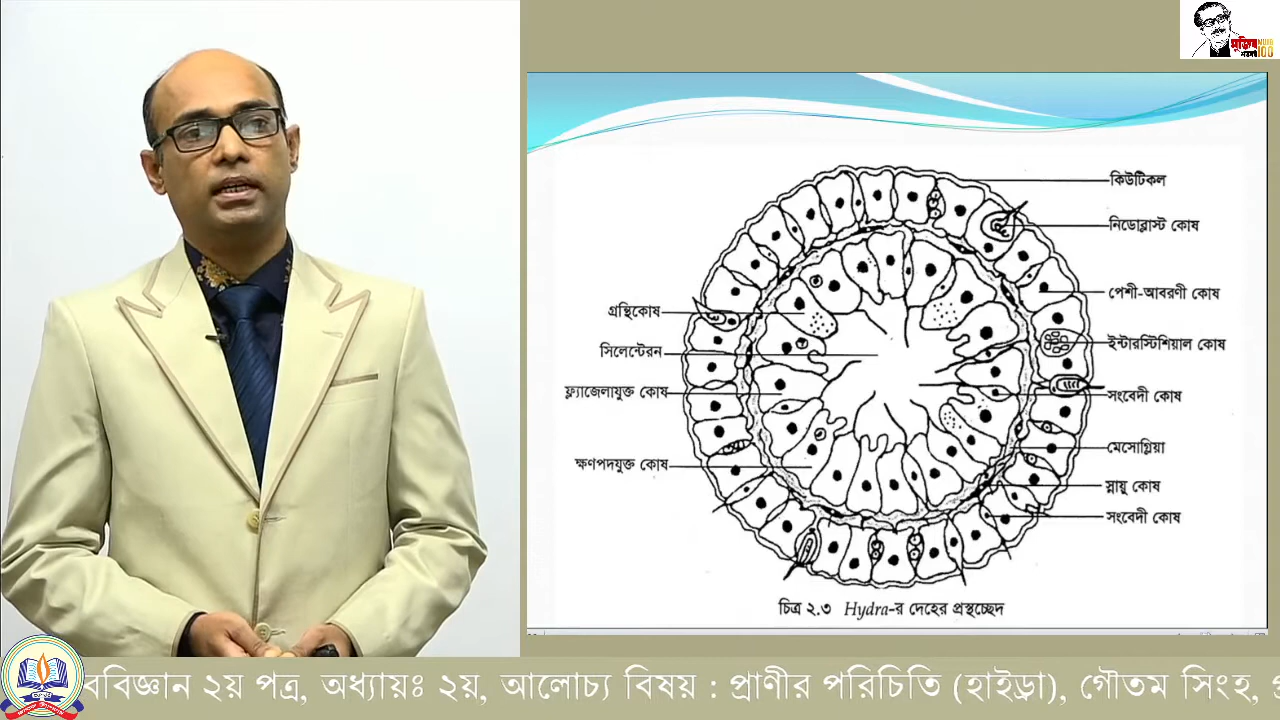 কিউটিকল
নিডোব্লাস্ট কোষ
পেশী-আবরণী কোষ
গ্রন্থিকোষ
ইন্টারস্টিশিয়াল কোষ
সিলেন্টেরন
ফ্ল্যাজেলাযুক্ত কোষ
সংবেদী কোষ
মেসোগ্লিয়া
ক্ষণপদযুক্ত কোষ
স্নায়ু কোষ
সংবেদী কোষ
চিত্র ২.৩ Hydra-র দেহের প্রস্থচ্ছেদ
ববিজ্ঞান ২য় পত্র, অধ্যায়ঃ ২য়, আলোচ্য বিষয় : প্রাণীর পরিচিতি (হাইড্রা), গৌতম সিংহ,